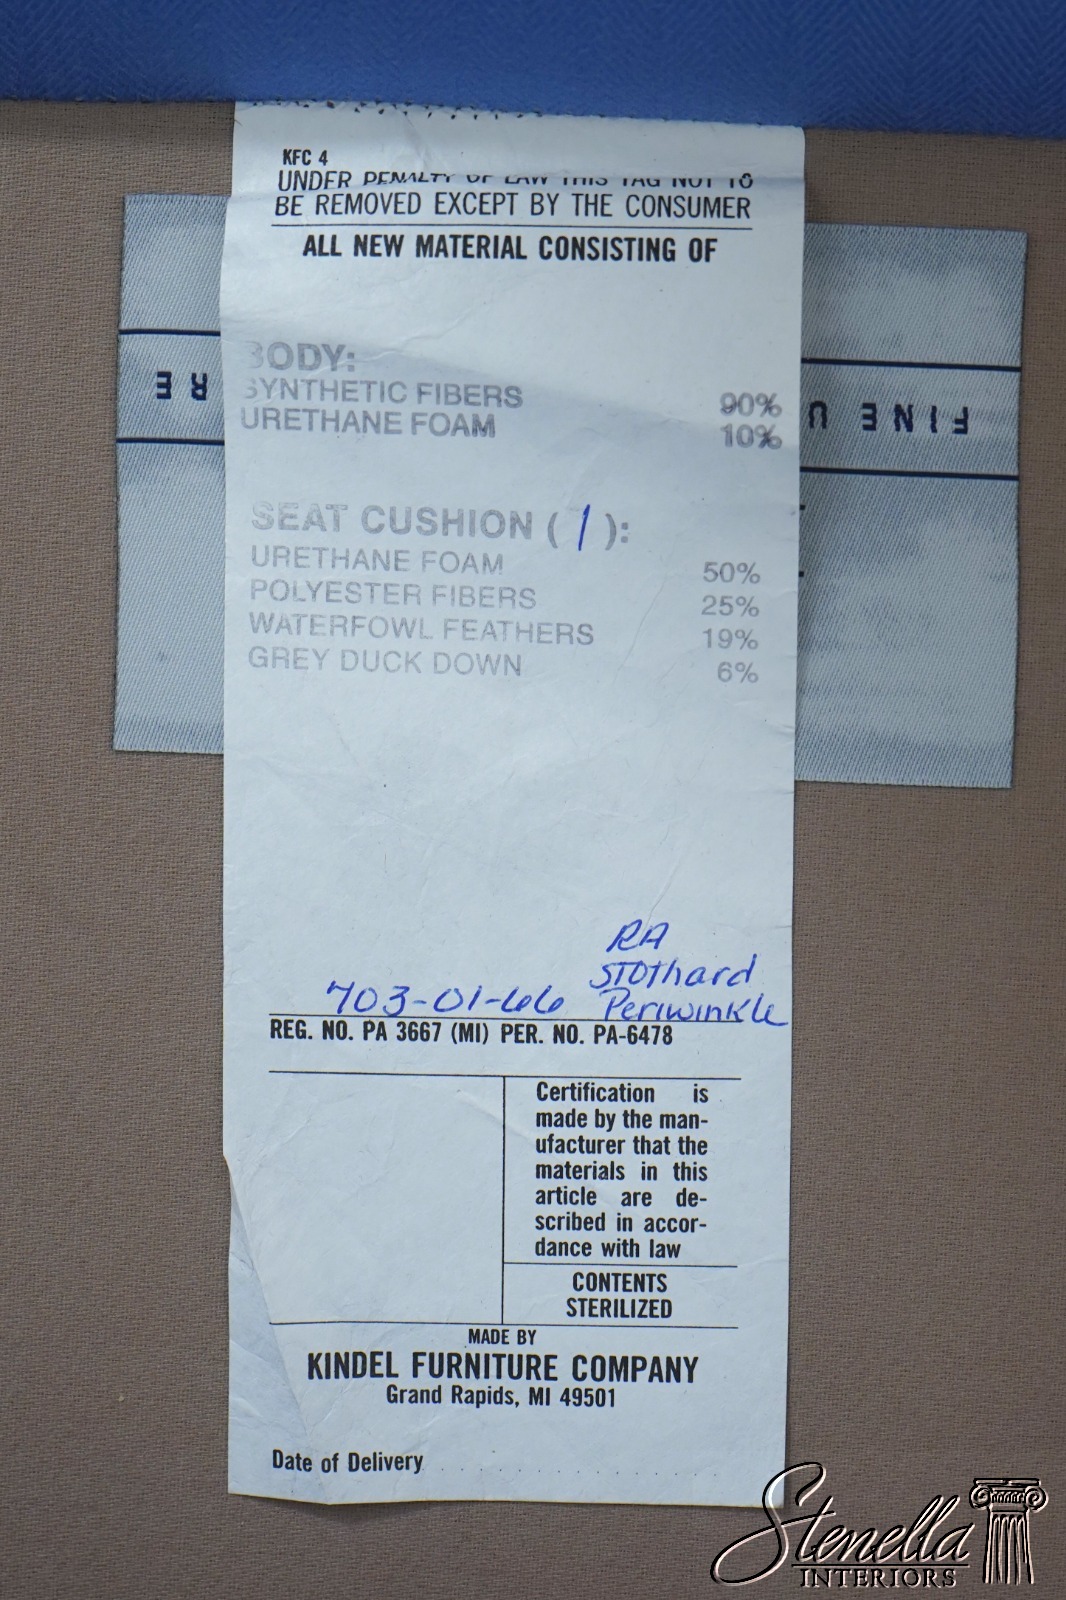 KFC 4
UNDER PENALTY OF LAW THIS TAG NOT TO
BE REMOVED EXCEPT BY THE CONSUMER
ALL NEW MATERIAL CONSISTING OF
BODY:
SYNTHETIC FIBERS 90%
URETHANE FOAM 10%
SEAT CUSHION ( 1 ):
URETHANE FOAM 50%
POLYESTER FIBERS 25%
WATERFOWL FEATHERS 19%
GREY DUCK DOWN 6%
RA
STOthard
703-01-66 Periwinkle
REG. NO. PA 3667 (MI) PER. NO. PA-6478
Certification is
made by the man-
ufacturer that the
materials in this
article are de-
scribed in accor-
dance with law
CONTENTS
STERILIZED
MADE BY
KINDEL FURNITURE COMPANY
Grand Rapids, MI 49501
Date of Delivery
FINE U
RE
Stenella
INTERIORS